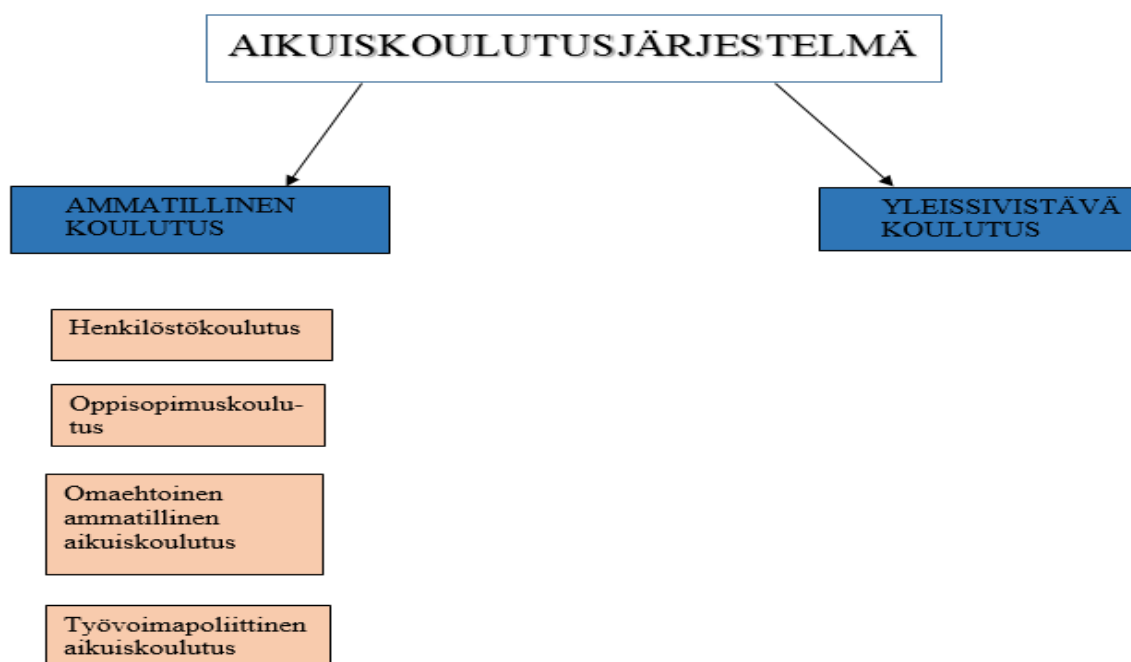 AIKUISKOULUTUSJÄRJESTELMÄ
AMMATILLINEN
KOULUTUS
YLEISSIVISTÄVÄ
KOULUTUS
Henkilöstökoulutus
Oppisopimuskoulu-
tus
Omaehtoinen
ammatillinen
aikuiskoulutus
Työvoimapoliittinen
aikuiskoulutus